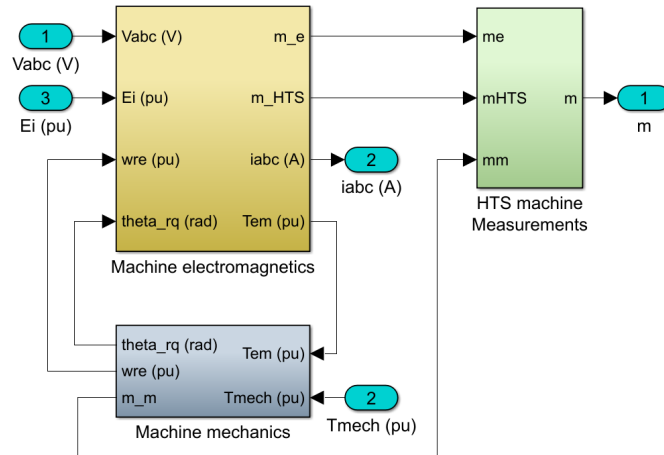 1
Vabc (V)
3
Ei (pu)
Vabc (V)
Ei (pu)
wre (pu)
theta_rq (rad)
m_e
m_HTS
iabc (A)
Tem (pu)
Machine electromagnetics
2
iabc (A)
me
mHTS
mm
m
HTS machine
Measurements
1
m
theta_rq (rad)
wre (pu)
m_m
Tem (pu)
Tmech (pu)
Machine mechanics
2
Tmech (pu)